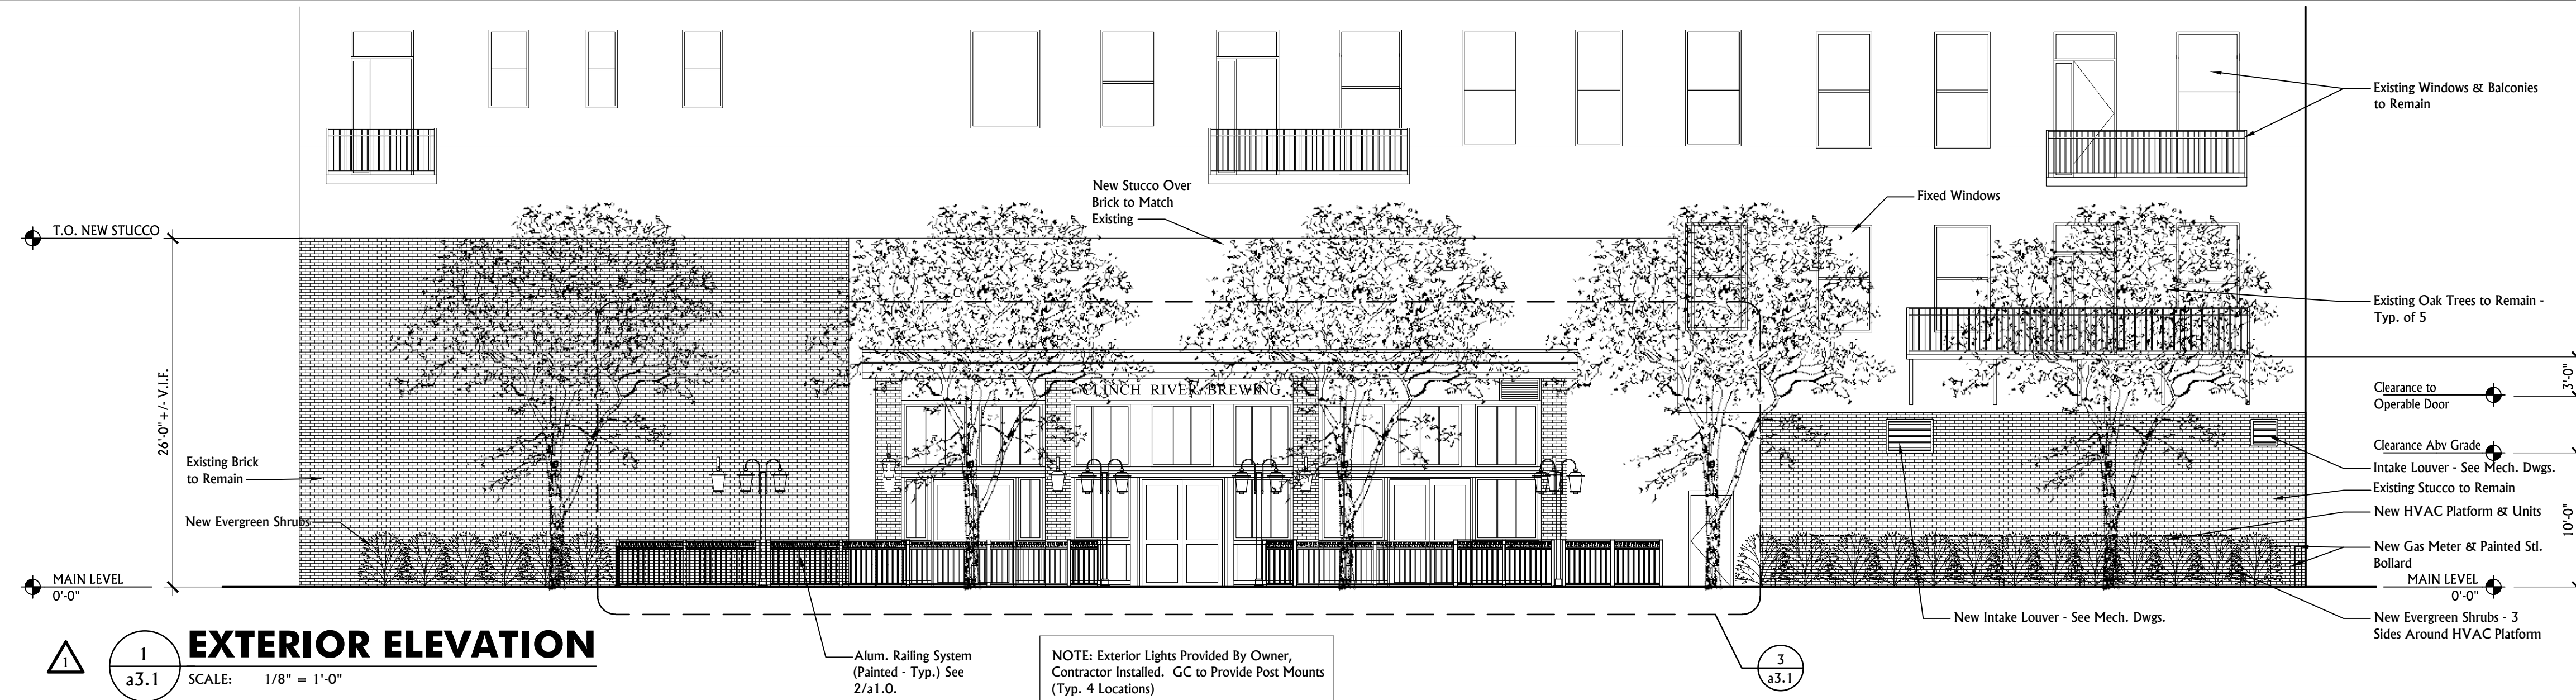 Existing Windows & Balconies
to Remain
New Stucco Over
Brick to Match
Existing
Fixed Windows
T.O. NEW STUCCO
Existing Oak Trees to Remain -
Typ. of 5
26'-0" +/- V.I.F.
3'-0"
Clearance to
Operable Door
CLINCH RIVER BREWING
Clearance Abv Grade
Existing Brick
to Remain
Intake Louver - See Mech. Dwgs.
Existing Stucco to Remain
New HVAC Platform & Units
10'-0"
New Evergreen Shrubs
New Gas Meter & Painted Stl.
Bollard
MAIN LEVEL
0'-0"
MAIN LEVEL
0'-0"
New Intake Louver - See Mech. Dwgs.
New Evergreen Shrubs - 3
Sides Around HVAC Platform
1
1
a3.1
EXTERIOR ELEVATION
SCALE: 1/8" = 1'-0"
Alum. Railing System
(Painted - Typ.) See
2/a1.0.
NOTE: Exterior Lights Provided By Owner,
Contractor Installed. GC to Provide Post Mounts
(Typ. 4 Locations)
3
a3.1